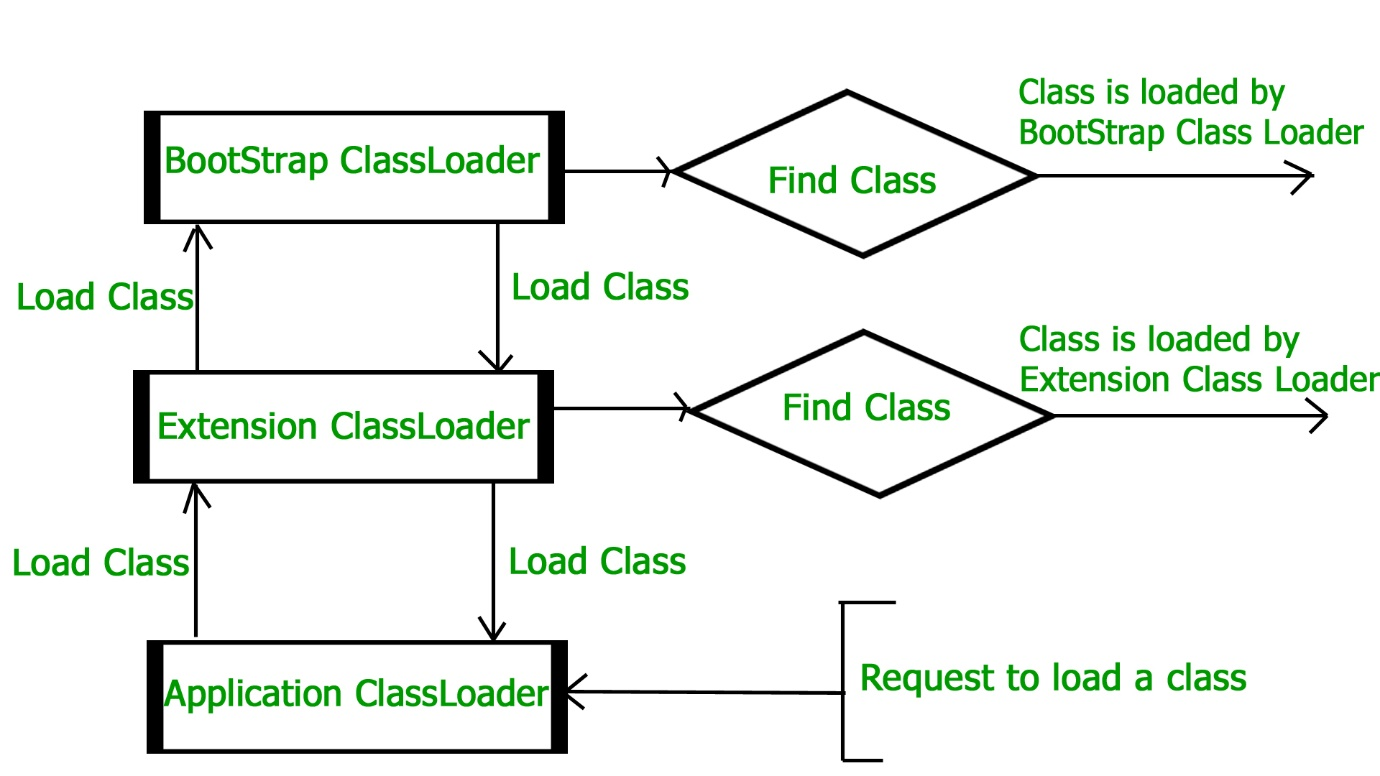 Class is loaded by
BootStrap Class Loader
BootStrap ClassLoader
Find Class
Load Class
Load Class
Class is loaded by
Extension Class Loader
Extension ClassLoader
Find Class
Load Class
Load Class
Application ClassLoader
Request to load a class